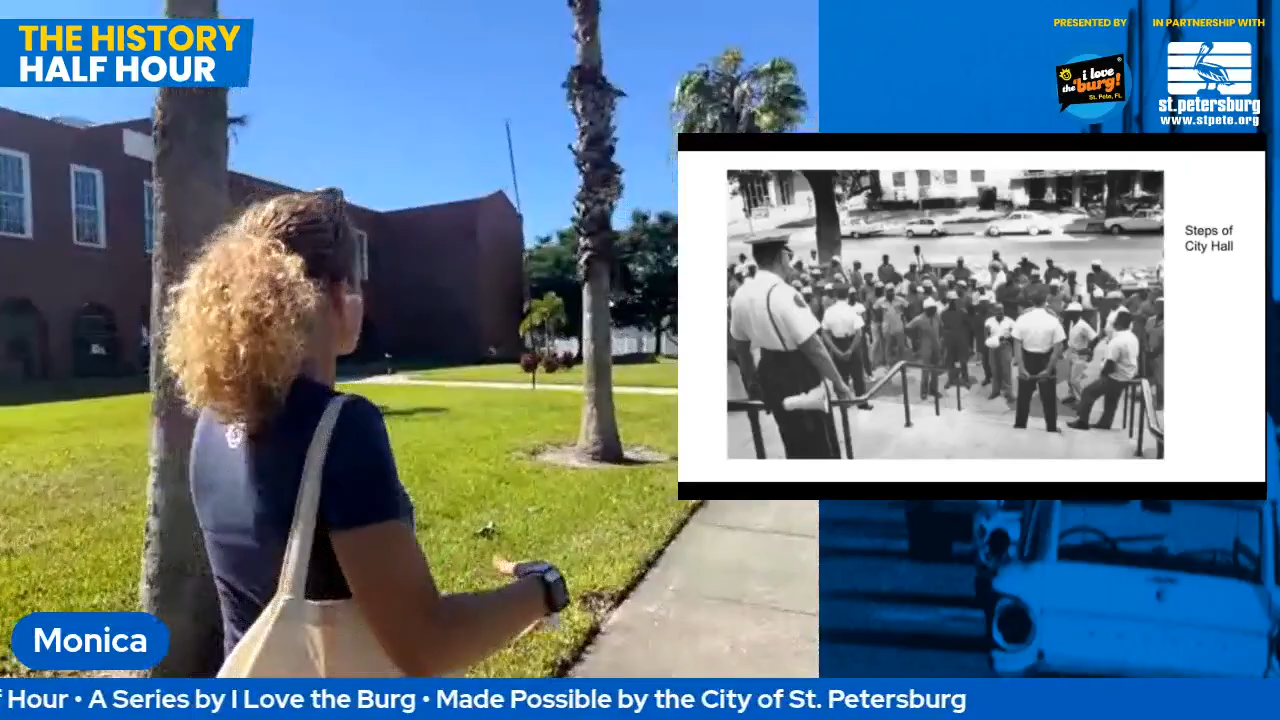 THE HISTORY
HALF HOUR
PRESENTED BY
IN PARTNERSHIP WITH
i love
the burg!
St. Pete, FL
st.petersburg
www.stpete.org
Steps of
City Hall
Monica
Hour • A Series by I Love the Burg • Made Possible by the City of St. Petersburg